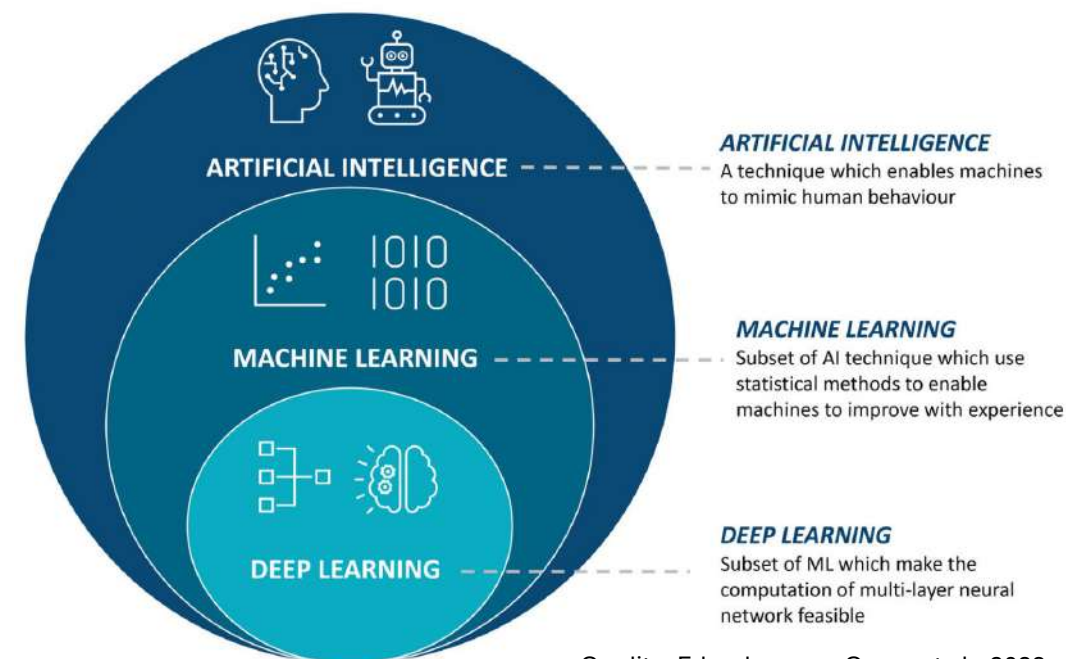 ARTIFICIAL INTELLIGENCE
ARTIFICIAL INTELLIGENCE
A technique which enables machines
to mimic human behaviour
1010
1010
MACHINE LEARNING
MACHINE LEARNING
Subset of AI technique which use
statistical methods to enable
machines to improve with experience
DEEP LEARNING
DEEP LEARNING
Subset of ML which make the
computation of multi-layer neural
network feasible